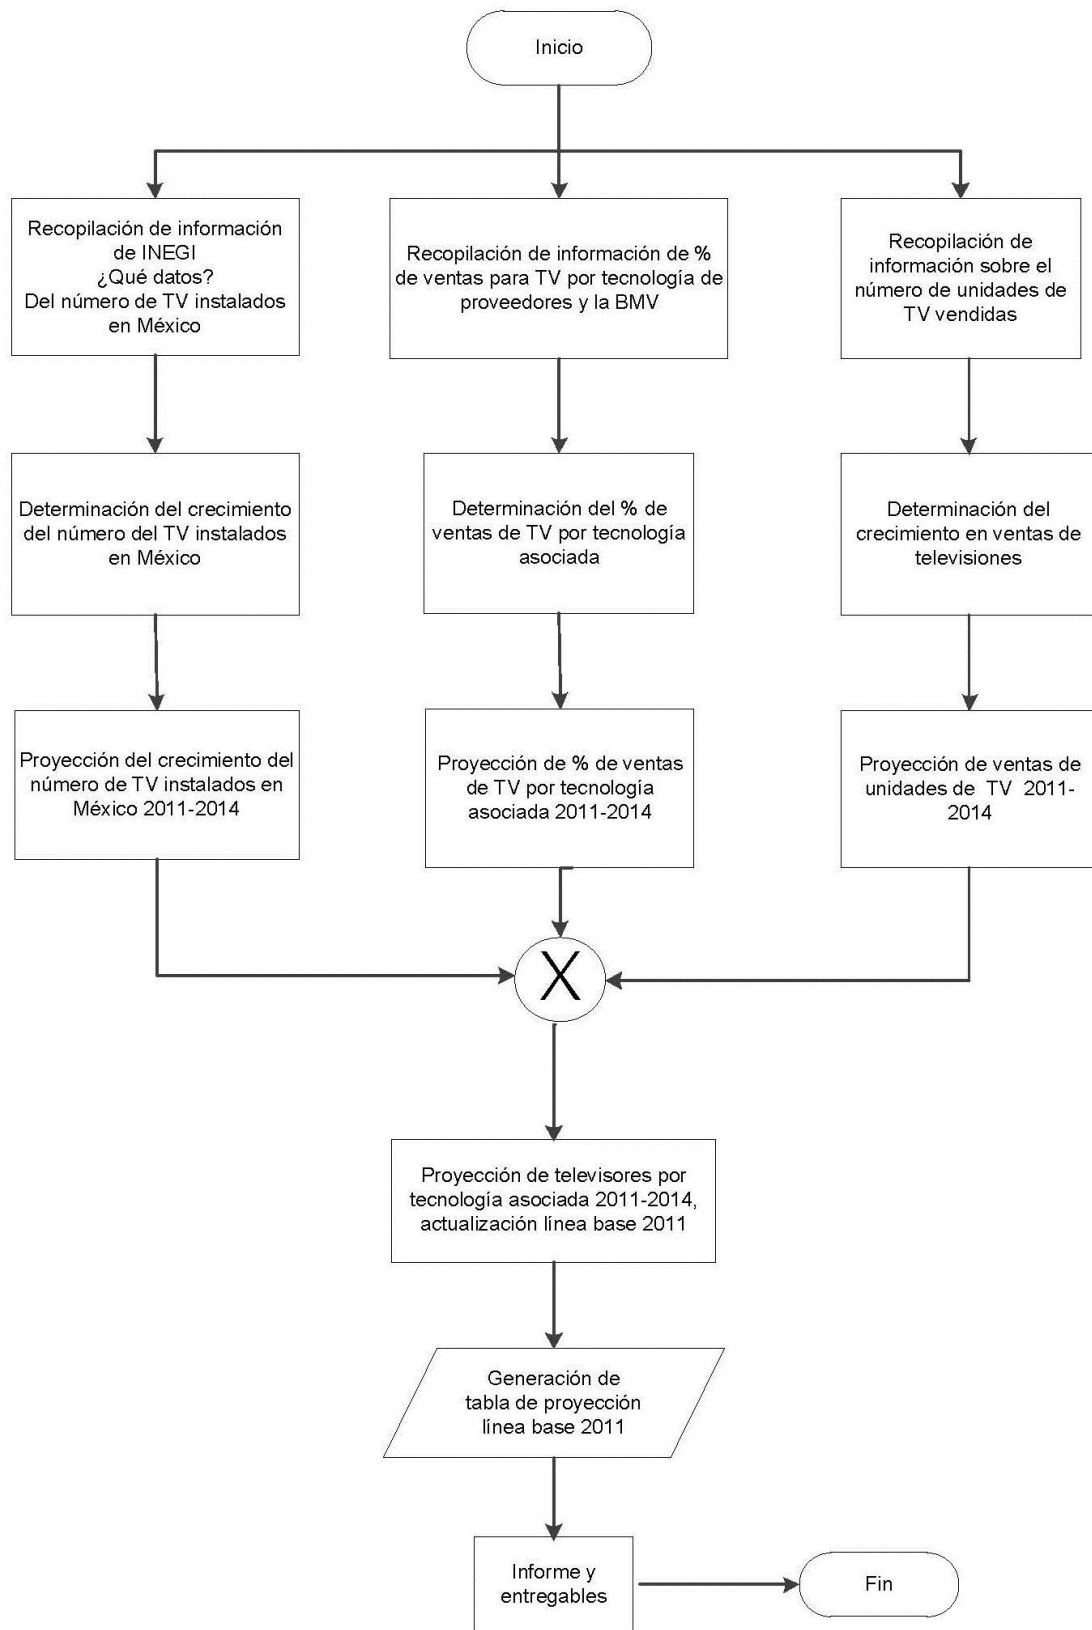 Inicio
Recopilación de información
de INEGI
¿Qué datos?
Del número de TV instalados
en México
Recopilación de información de %
de ventas para TV por tecnología de
proveedores y la BMV
Recopilación de
información sobre el
número de unidades de
TV vendidas
Determinación del crecimiento
del número del TV instalados
en México
Determinación del % de
ventas de TV por tecnología
asociada
Determinación del
crecimiento en ventas de
televisiones
Proyección del crecimiento del
número de TV instalados en
México 2011-2014
Proyección de % de ventas
de TV por tecnología
asociada 2011-2014
Proyección de ventas de
unidades de  TV  2011-
2014
X
Proyección de televisores por
tecnología asociada 2011-2014,
actualización línea base 2011
Generación de
tabla de proyección
línea base 2011
Informe y
entregables
Fin